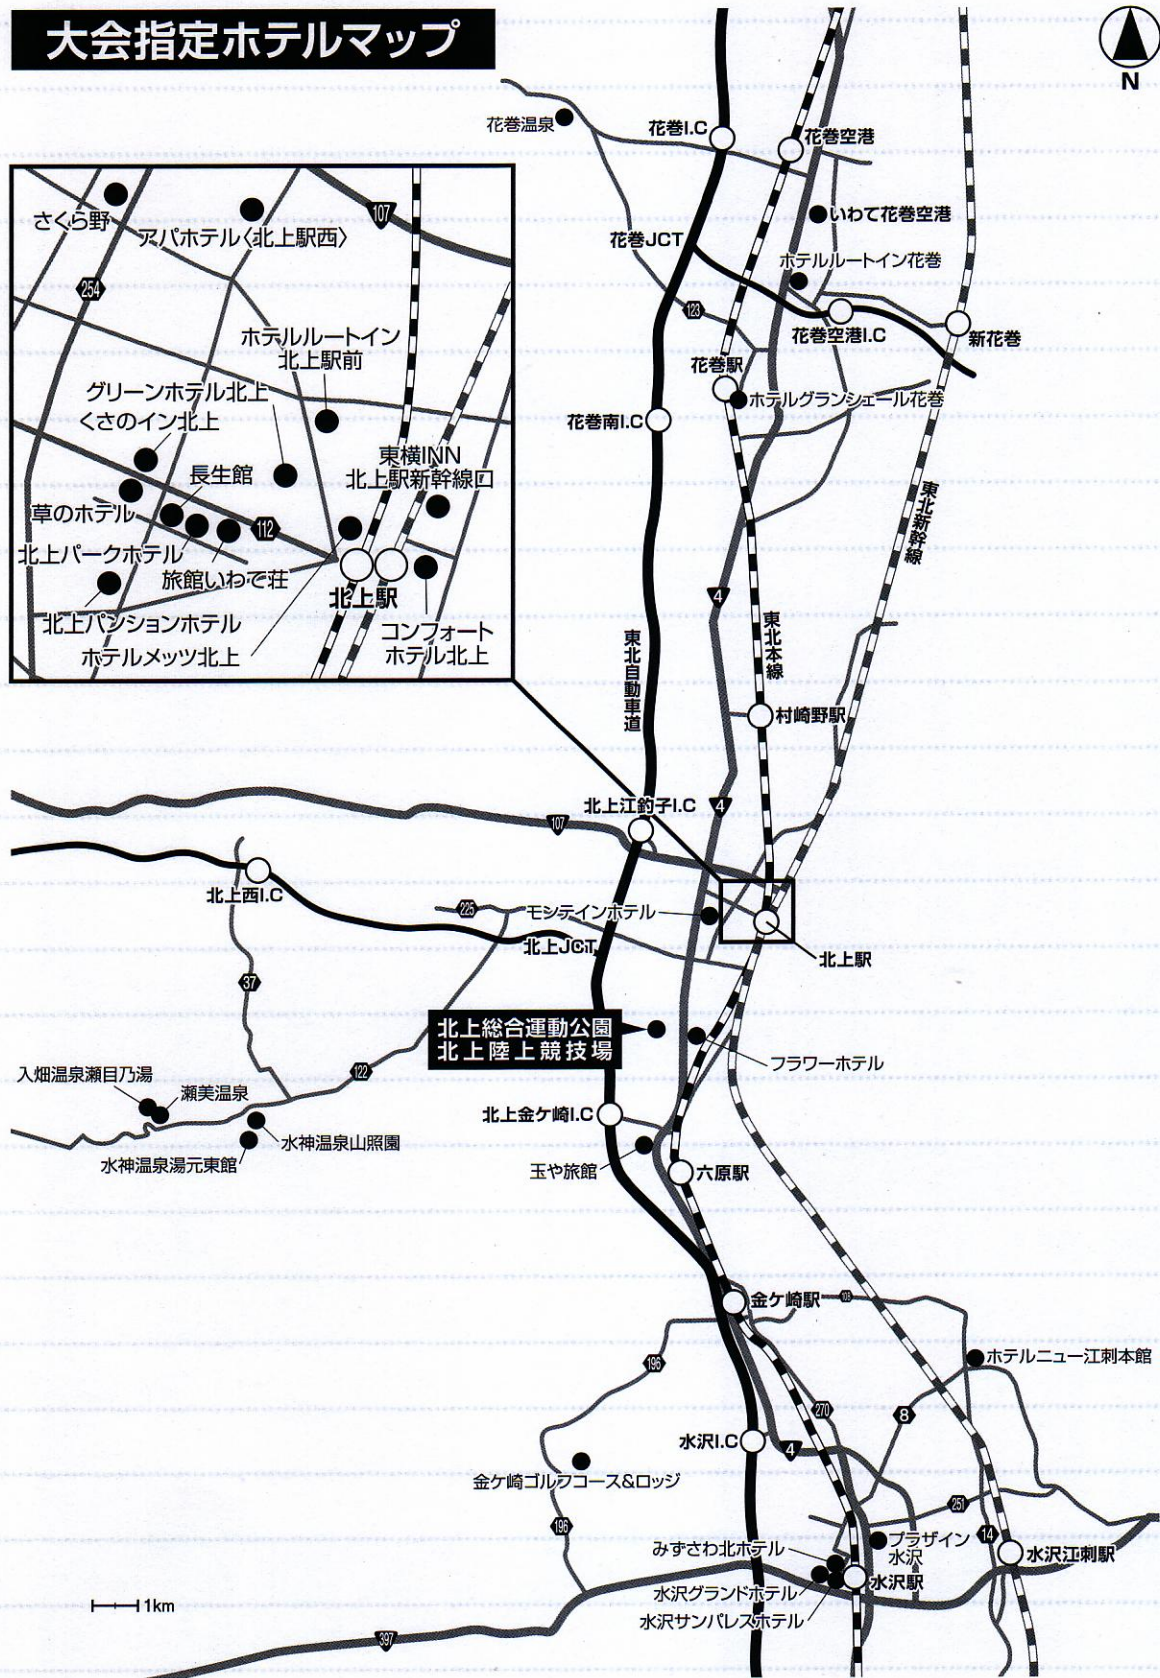 大会指定ホテルマップ
N
花巻温泉
花巻I.C
花巻空港
いわて花巻空港
花巻JCT
ホテルルートイン花巻
123
花巻空港I.C
新花巻
花巻駅
ホテルグランシェール花巻
花巻南I.C
東北新幹線
4
東北本線
東北自動車道
村崎野駅
さくら野
アパホテル〈北上駅西〉
107
254
ホテルルートイン
北上駅前
グリーンホテル北上
くさのイン北上
東横INN
北上駅新幹線口
長生館
草のホテル
112
北上パークホテル
旅館いわて荘
北上駅
北上パンションホテル
ホテルメッツ北上
コンフォート
ホテル北上
北上江釣子I.C
4
107
北上西I.C
225
モンテインホテル
北上JCT
北上駅
37
北上総合運動公園
北上陸上競技場
フラワーホテル
122
入畑温泉瀬目乃湯
瀬美温泉
水神温泉山照園
水神温泉湯元東館
北上金ケ崎I.C
玉や旅館
六原駅
金ケ崎駅
108
ホテルニュー江刺本館
196
270
8
水沢I.C
4
金ケ崎ゴルフコース&ロッジ
196
251
14
プラザイン
水沢
みずさわ北ホテル
水沢江刺駅
水沢駅
水沢グランドホテル
水沢サンパレスホテル
1km
397